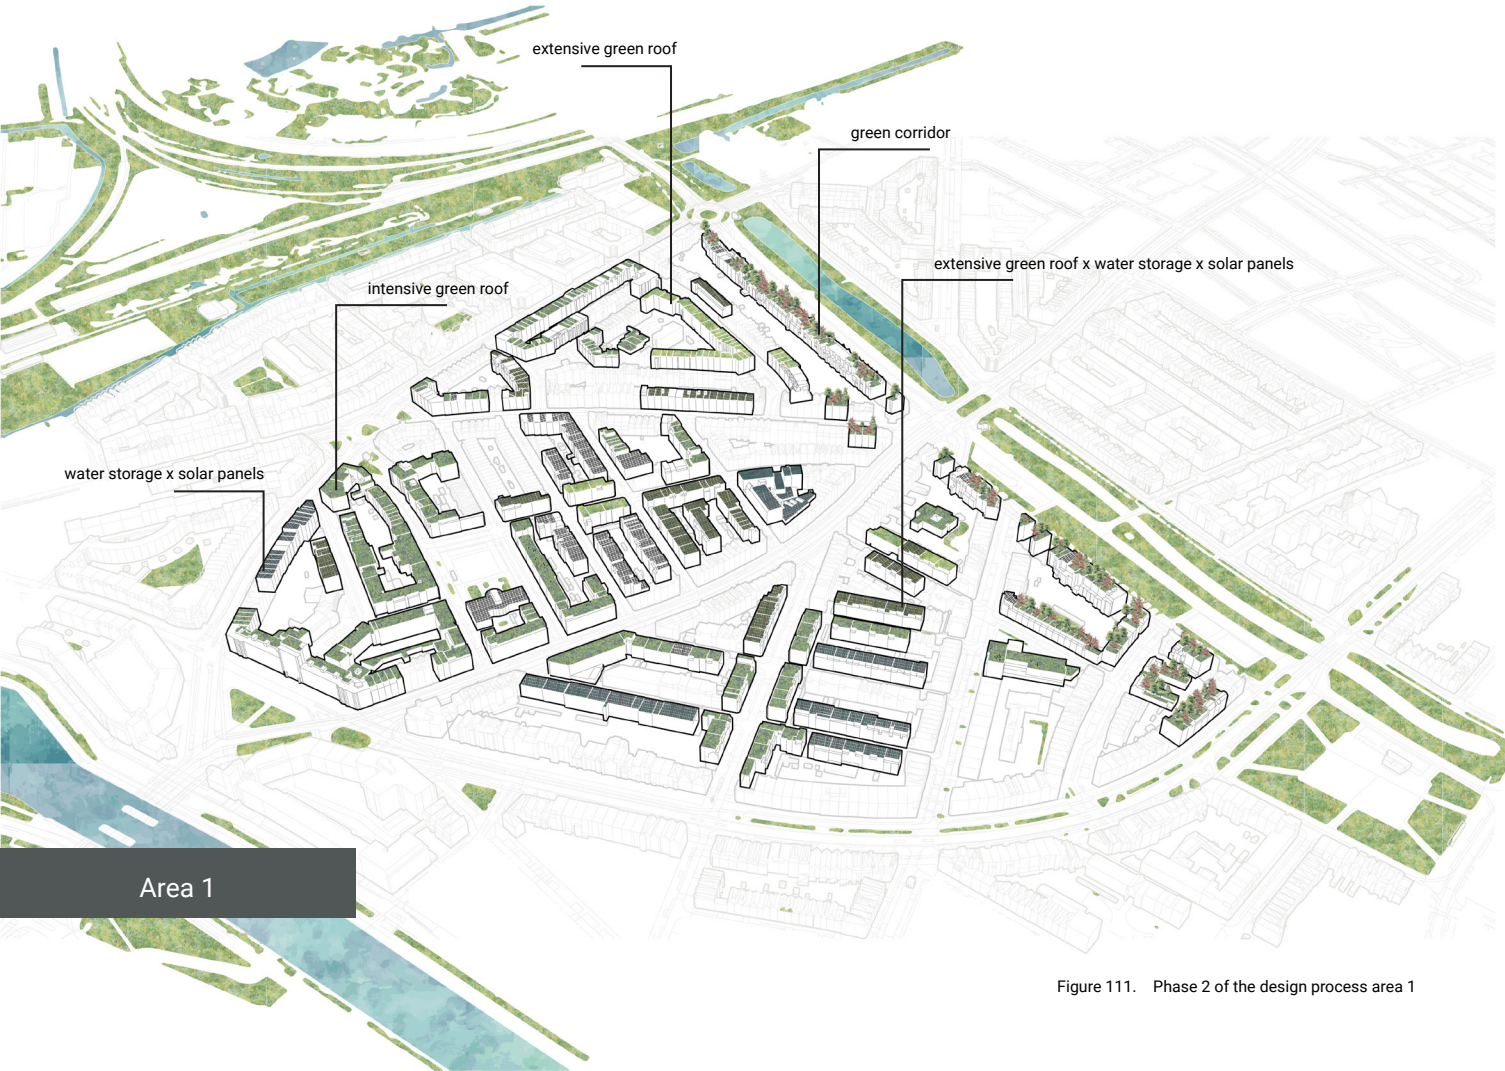 extensive green roof
green corridor
extensive green roof x water storage x solar panels
intensive green roof
water storage x solar panels
Area 1
Figure 111. Phase 2 of the design process area 1